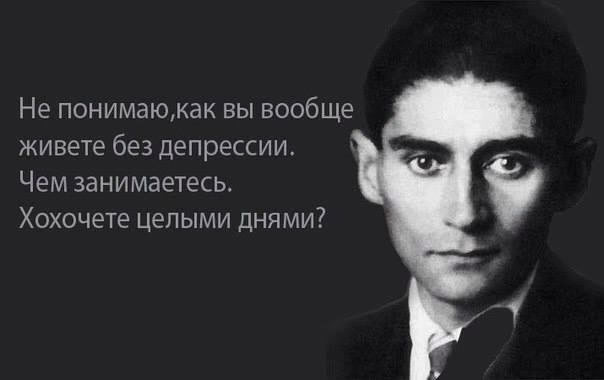 Не понимаю,как вы вообще
живете без депрессии.
Чем занимаетесь.
Хохочете целыми днями?